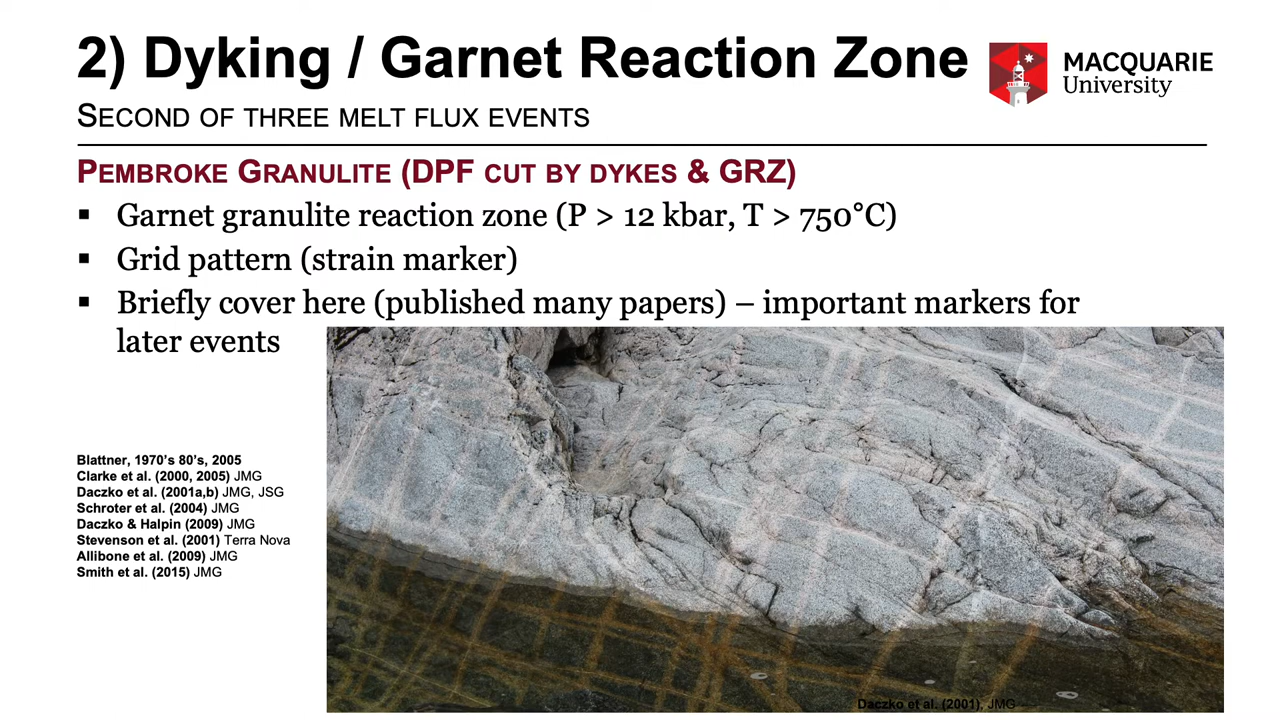 2) Dyking / Garnet Reaction Zone
MACQUARIE
University
SECOND OF THREE MELT FLUX EVENTS
PEMBROKE GRANULITE (DPF CUT BY DYKES & GRZ)
▪ Garnet granulite reaction zone (P > 12 kbar, T > 750°C)
▪ Grid pattern (strain marker)
▪ Briefly cover here (published many papers) – important markers for
later events
Blattner, 1970's 80's, 2005
Clarke et al. (2000, 2005) JMG
Daczko et al. (2001a,b) JMG, JSG
Schroter et al. (2004) JMG
Daczko & Halpin (2009) JMG
Stevenson et al. (2001) Terra Nova
Allibone et al. (2009) JMG
Smith et al. (2015) JMG
Daczko et al. (2001), JMG